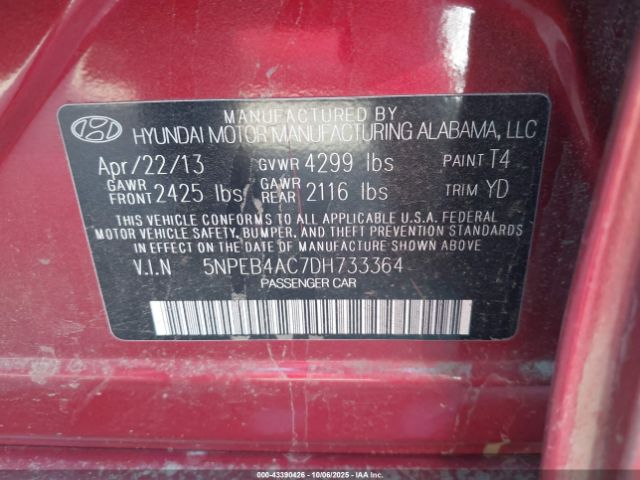 MANUFACTURED BY
HYUNDAI MOTOR MANUFACTURING ALABAMA, LLC
Apr/22/13 GVWR 4299 lbs PAINT T4
GAWR FRONT 2425 lbs GAWR REAR 2116 lbs TRIM YD
THIS VEHICLE CONFORMS TO ALL APPLICABLE U.S.A. FEDERAL
MOTOR VEHICLE SAFETY, BUMPER, AND THEFT PREVENTION STANDARDS
IN EFFECT ON THE DATE OF MANUFACTURE SHOWN ABOVE.
V.I.N 5NPEB4AC7DH733364
PASSENGER CAR
000-43390426 - 10/06/2025 - IAAI.com